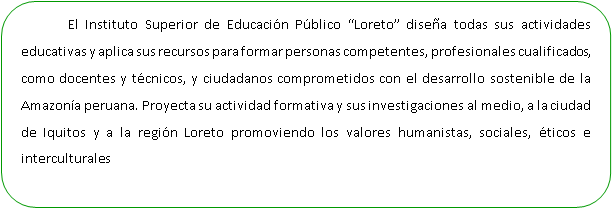 El Instituto Superior de Educación Público “Loreto” diseña todas sus actividades
educativas y aplica sus recursos para formar personas competentes, profesionales cualificados,
como docentes y técnicos, y ciudadanos comprometidos con el desarrollo sostenible de la
Amazonía peruana. Proyecta su actividad formativa y sus investigaciones al medio, a la ciudad
de Iquitos y a la región Loreto promoviendo los valores humanistas, sociales, éticos e
interculturales